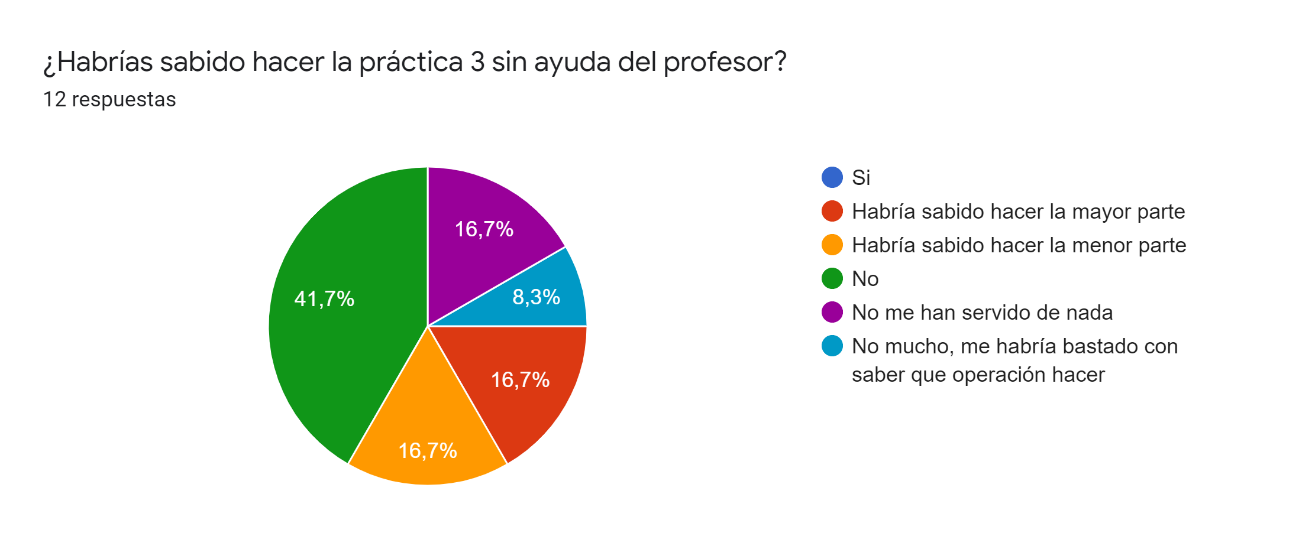 ¿Habrías sabido hacer la práctica 3 sin ayuda del profesor?
12 respuestas
16,7%
8,3%
41,7%
16,7%
16,7%
Si
Habría sabido hacer la mayor parte
Habría sabido hacer la menor parte
No
No me han servido de nada
No mucho, me habría bastado con
saber que operación hacer